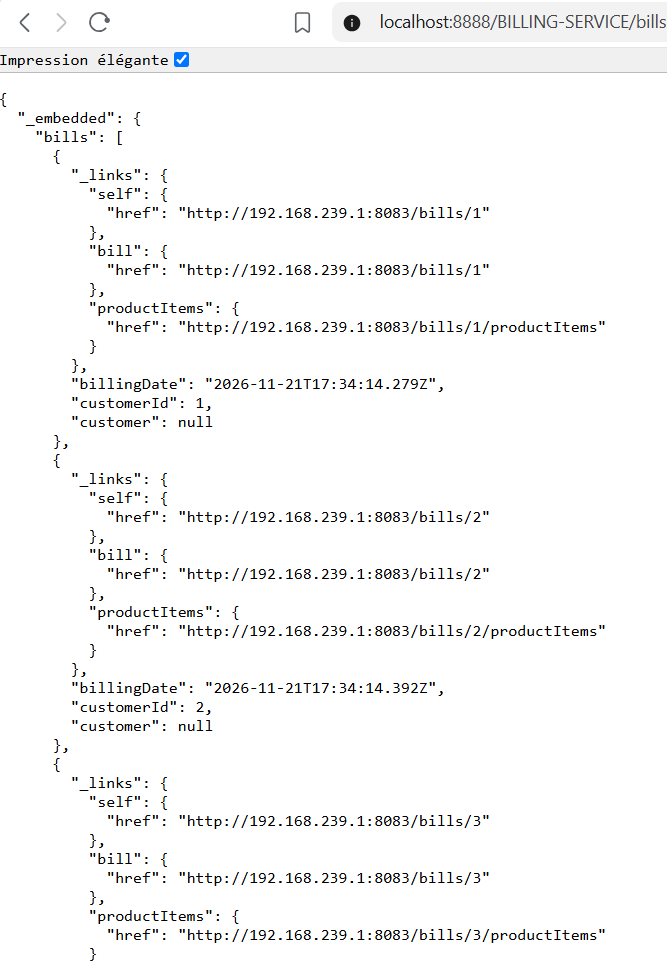 localhost:8888/BILLING-SERVICE/bills
Impression élégante
{
  "_embedded": {
    "bills": [
      {
        "_links": {
          "self": {
            "href": "http://192.168.239.1:8083/bills/1"
          },
          "bill": {
            "href": "http://192.168.239.1:8083/bills/1"
          },
          "productItems": {
            "href": "http://192.168.239.1:8083/bills/1/productItems"
          }
        },
        "billingDate": "2026-11-21T17:34:14.279Z",
        "customerId": 1,
        "customer": null
      },
      {
        "_links": {
          "self": {
            "href": "http://192.168.239.1:8083/bills/2"
          },
          "bill": {
            "href": "http://192.168.239.1:8083/bills/2"
          },
          "productItems": {
            "href": "http://192.168.239.1:8083/bills/2/productItems"
          }
        },
        "billingDate": "2026-11-21T17:34:14.392Z",
        "customerId": 2,
        "customer": null
      },
      {
        "_links": {
          "self": {
            "href": "http://192.168.239.1:8083/bills/3"
          },
          "bill": {
            "href": "http://192.168.239.1:8083/bills/3"
          },
          "productItems": {
            "href": "http://192.168.239.1:8083/bills/3/productItems"
          }